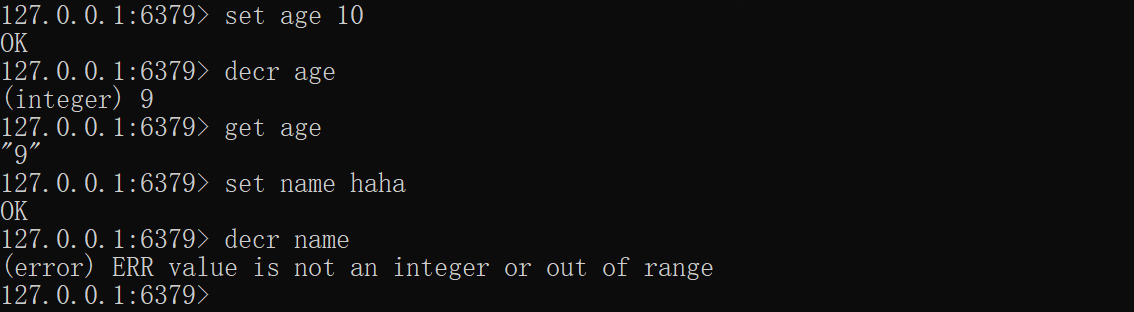 127.0.0.1:6379> set age 10
OK
127.0.0.1:6379> decr age
(integer) 9
127.0.0.1:6379> get age
"9"
127.0.0.1:6379> set name haha
OK
127.0.0.1:6379> decr name
(error) ERR value is not an integer or out of range
127.0.0.1:6379>